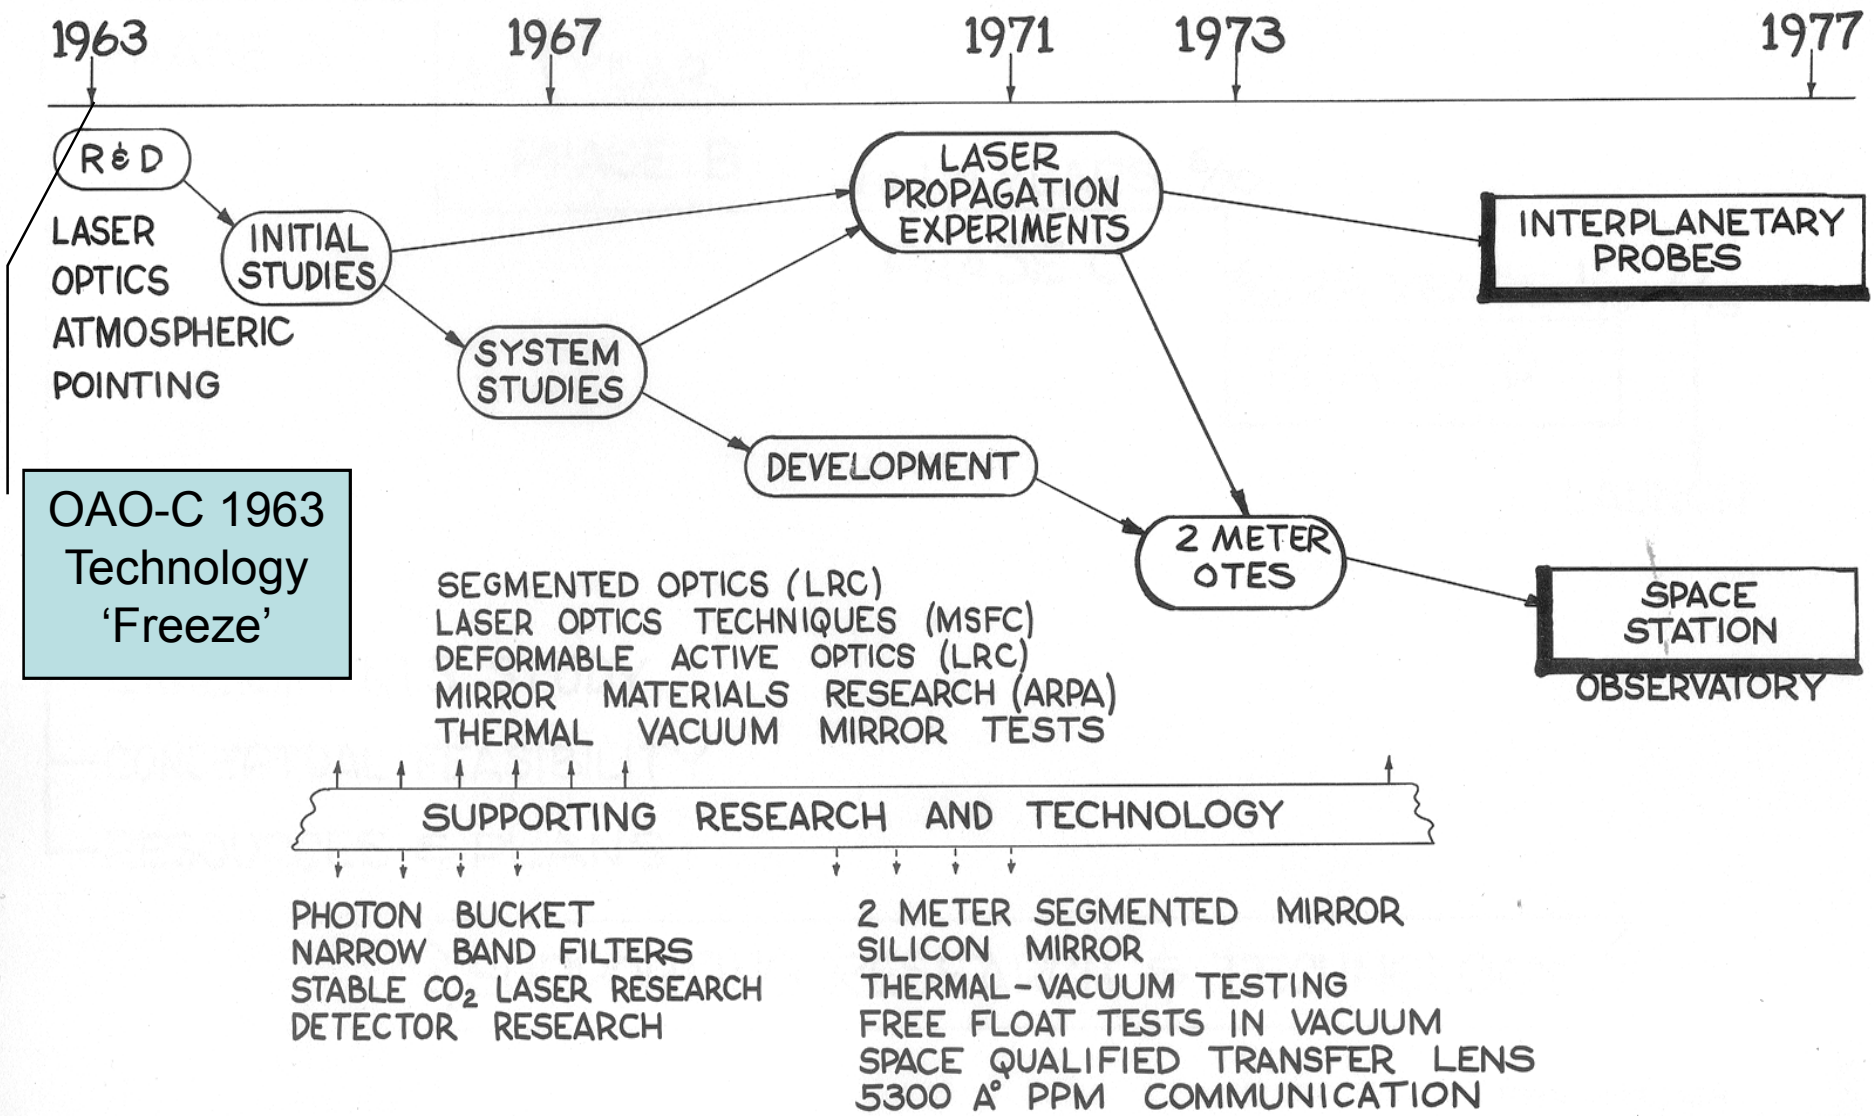 1963 1967 1971 1973 1977
R & D
LASER
OPTICS
ATMOSPHERIC
POINTING
INITIAL
STUDIES
SYSTEM
STUDIES
LASER
PROPAGATION
EXPERIMENTS
INTERPLANETARY
PROBES
DEVELOPMENT
2 METER
OTES
SPACE
STATION
OBSERVATORY
OAO-C 1963
Technology
‘Freeze’
SEGMENTED OPTICS (LRC)
LASER OPTICS TECHNIQUES (MSFC)
DEFORMABLE ACTIVE OPTICS (LRC)
MIRROR MATERIALS RESEARCH (ARPA)
THERMAL VACUUM MIRROR TESTS
SUPPORTING RESEARCH AND TECHNOLOGY
PHOTON BUCKET
NARROW BAND FILTERS
STABLE CO₂ LASER RESEARCH
DETECTOR RESEARCH
2 METER SEGMENTED MIRROR
SILICON MIRROR
THERMAL-VACUUM TESTING
FREE FLOAT TESTS IN VACUUM
SPACE QUALIFIED TRANSFER LENS
5300 A° PPM COMMUNICATION